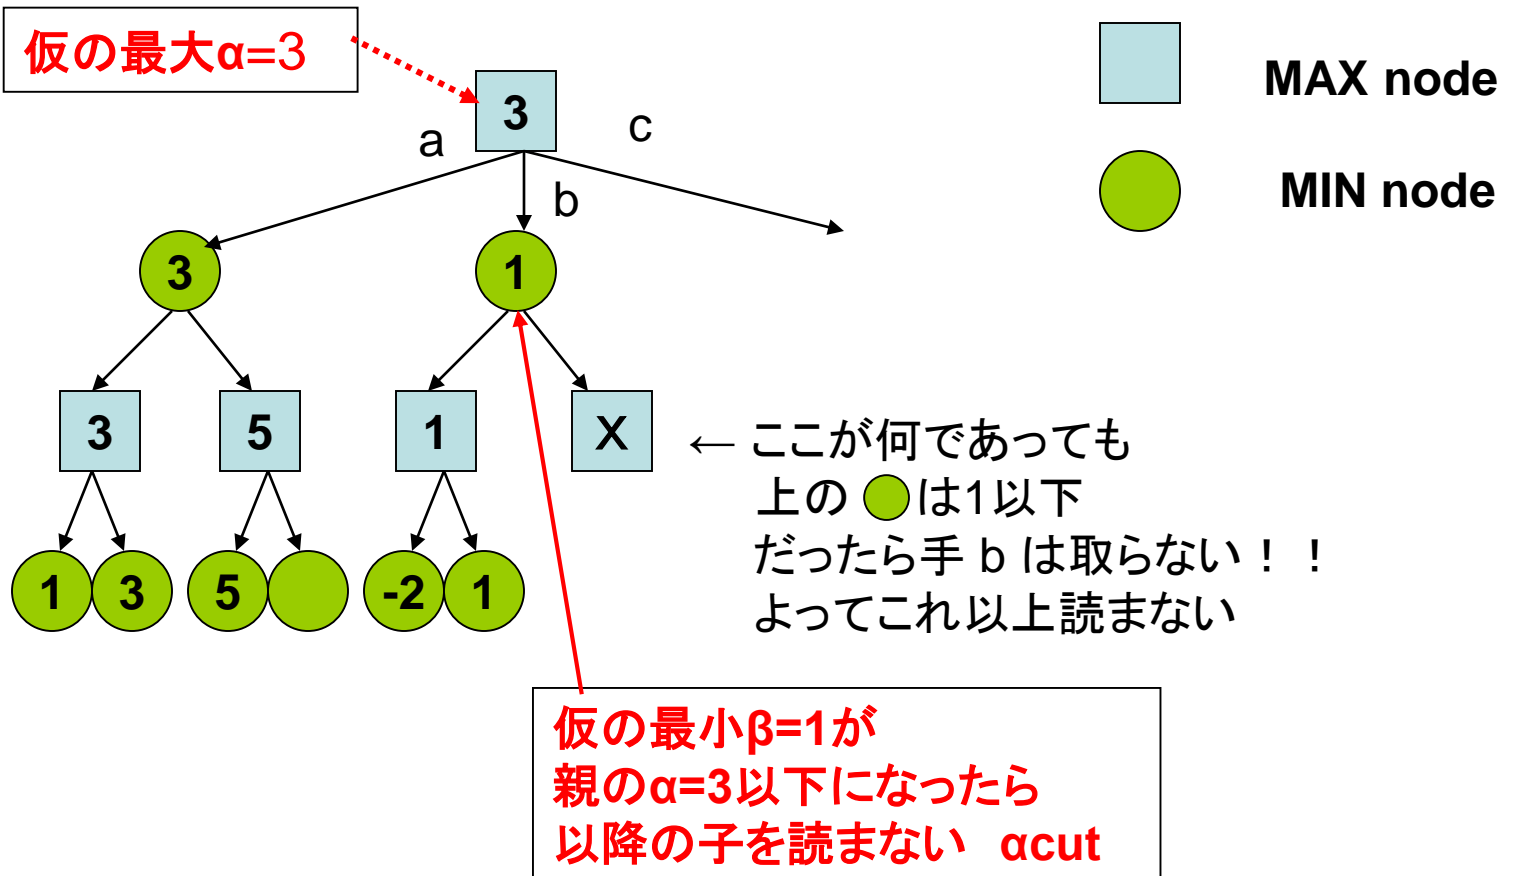 仮の最大α=3
MAX node
3
a
c
b
MIN node
3
1
3
5
1
X
← ここが何であっても
上の は1以下
だったら手 b は取らない！！
よってこれ以上読まない
1
3
5
-2
1
仮の最小β=1が
親のα=3以下になったら
以降の子を読まない αcut